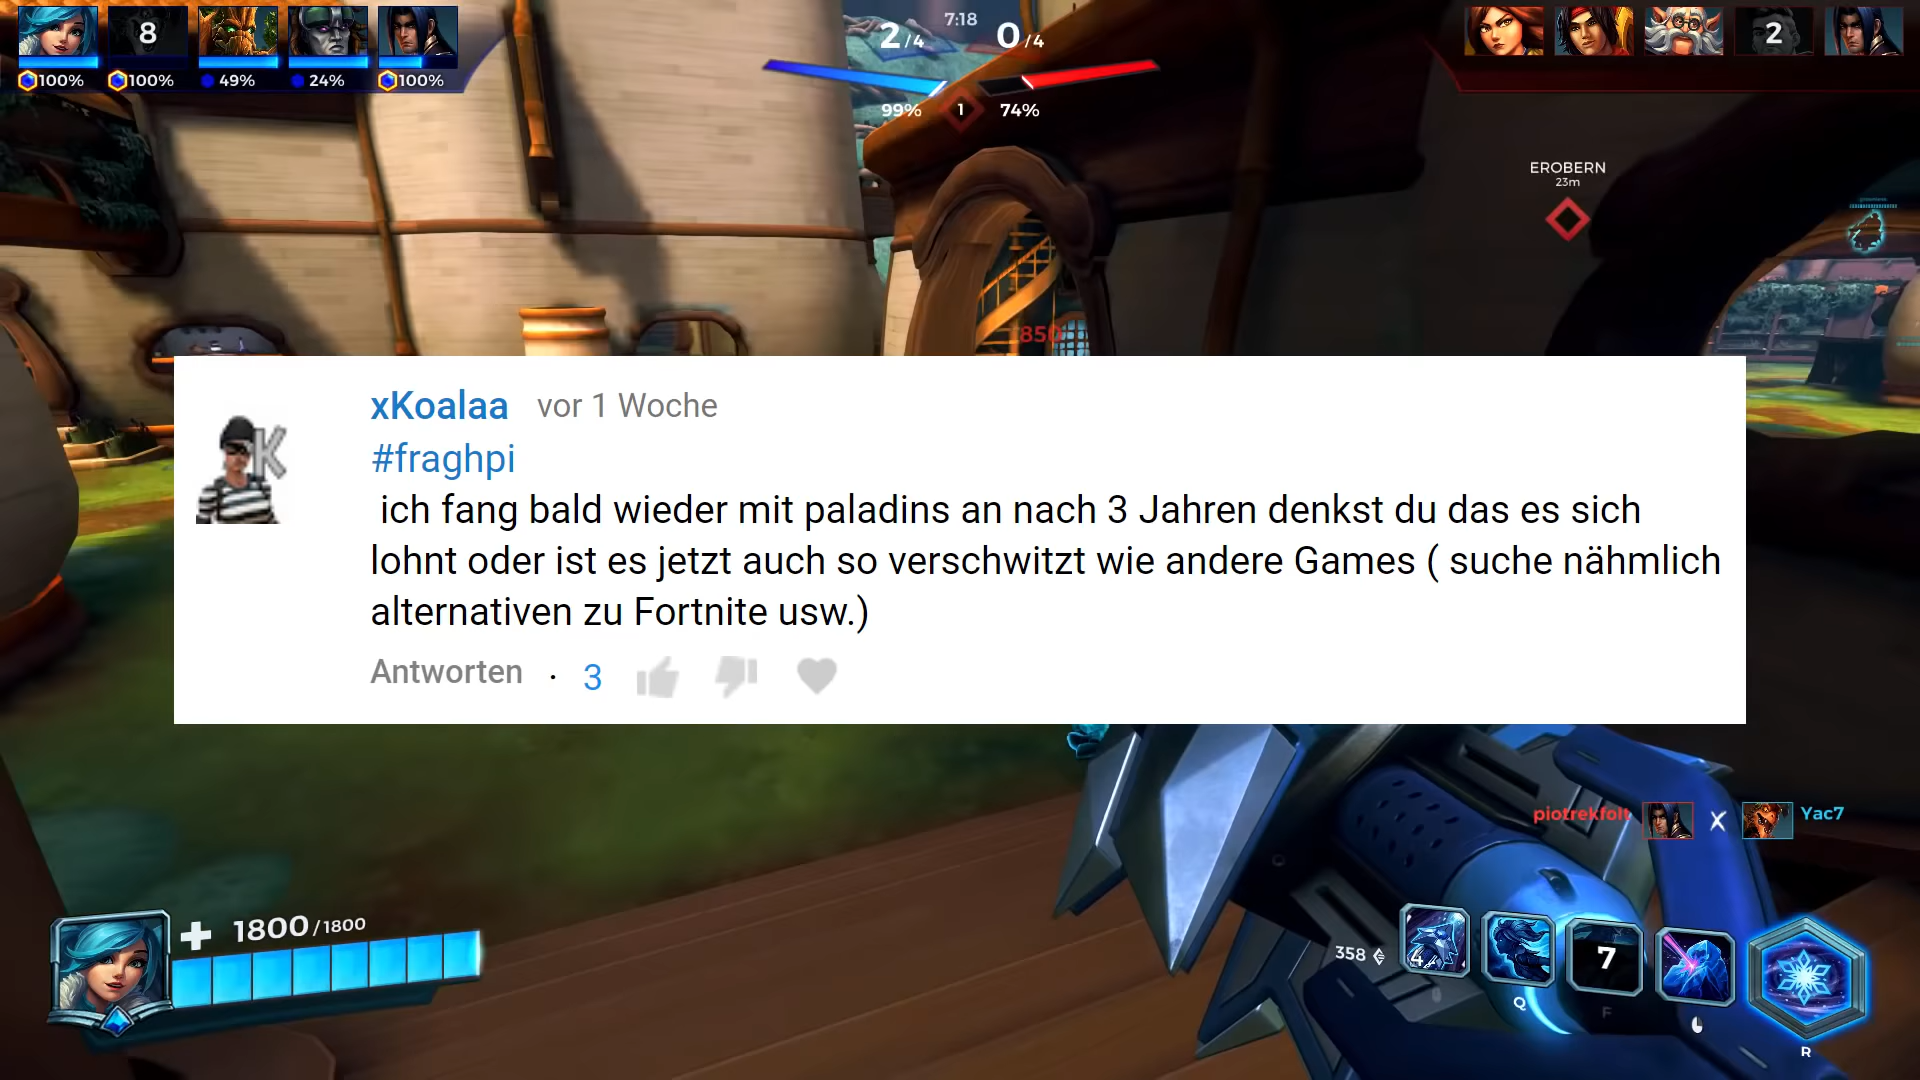 8
100%
100%
49%
24%
100%
7:18
2/4
0/4
99%
1
74%
2
EROBERN
23m
850
xKoalaa vor 1 Woche
#fraghpi
ich fang bald wieder mit paladins an nach 3 Jahren denkst du das es sich
lohnt oder ist es jetzt auch so verschwitzt wie andere Games ( suche nähmlich
alternativen zu Fortnite usw.)
Antworten · 3
K
piotrekfolt X Yac7
1800/1800
358
4
7
Q
F
R